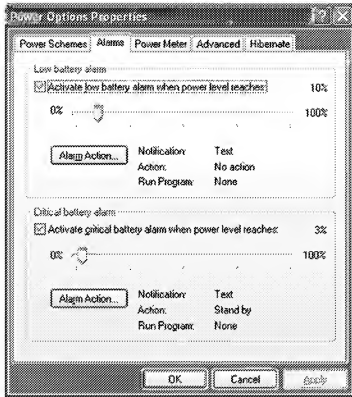 Power Options Properties
Power Schemes Alarms Power Meter Advanced Hibernate
Low battery alarm
Activate low battery alarm when power level reaches: 10%
0% 100%
Alarm Action... Notification: Text
Action: No action
Run Program: None
Critical battery alarm
Activate critical battery alarm when power level reaches: 3%
0% 100%
Alarm Action... Notification: Text
Action: Stand by
Run Program: None
OK Cancel Apply